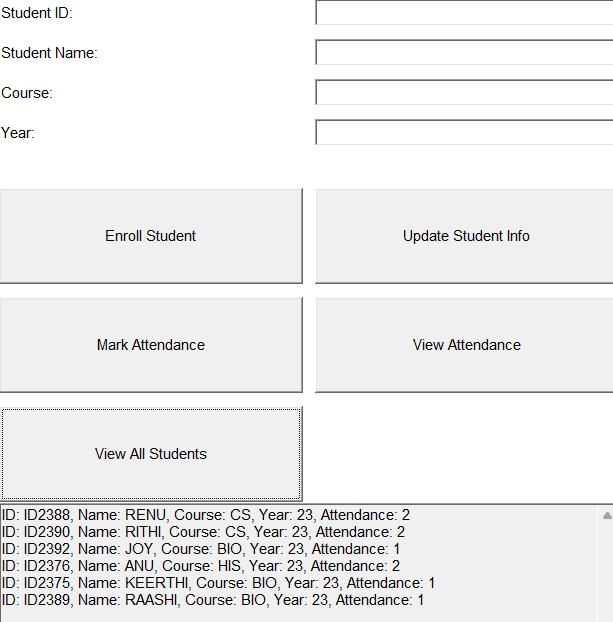 Student ID:
Student Name:
Course:
Year:
Enroll Student
Update Student Info
Mark Attendance
View Attendance
View All Students
ID: ID2388, Name: RENU, Course: CS, Year: 23, Attendance: 2
ID: ID2390, Name: RITHI, Course: CS, Year: 23, Attendance: 2
ID: ID2392, Name: JOY, Course: BIO, Year: 23, Attendance: 1
ID: ID2376, Name: ANU, Course: HIS, Year: 23, Attendance: 2
ID: ID2375, Name: KEERTHI, Course: BIO, Year: 23, Attendance: 1
ID: ID2389, Name: RAASHI, Course: BIO, Year: 23, Attendance: 1